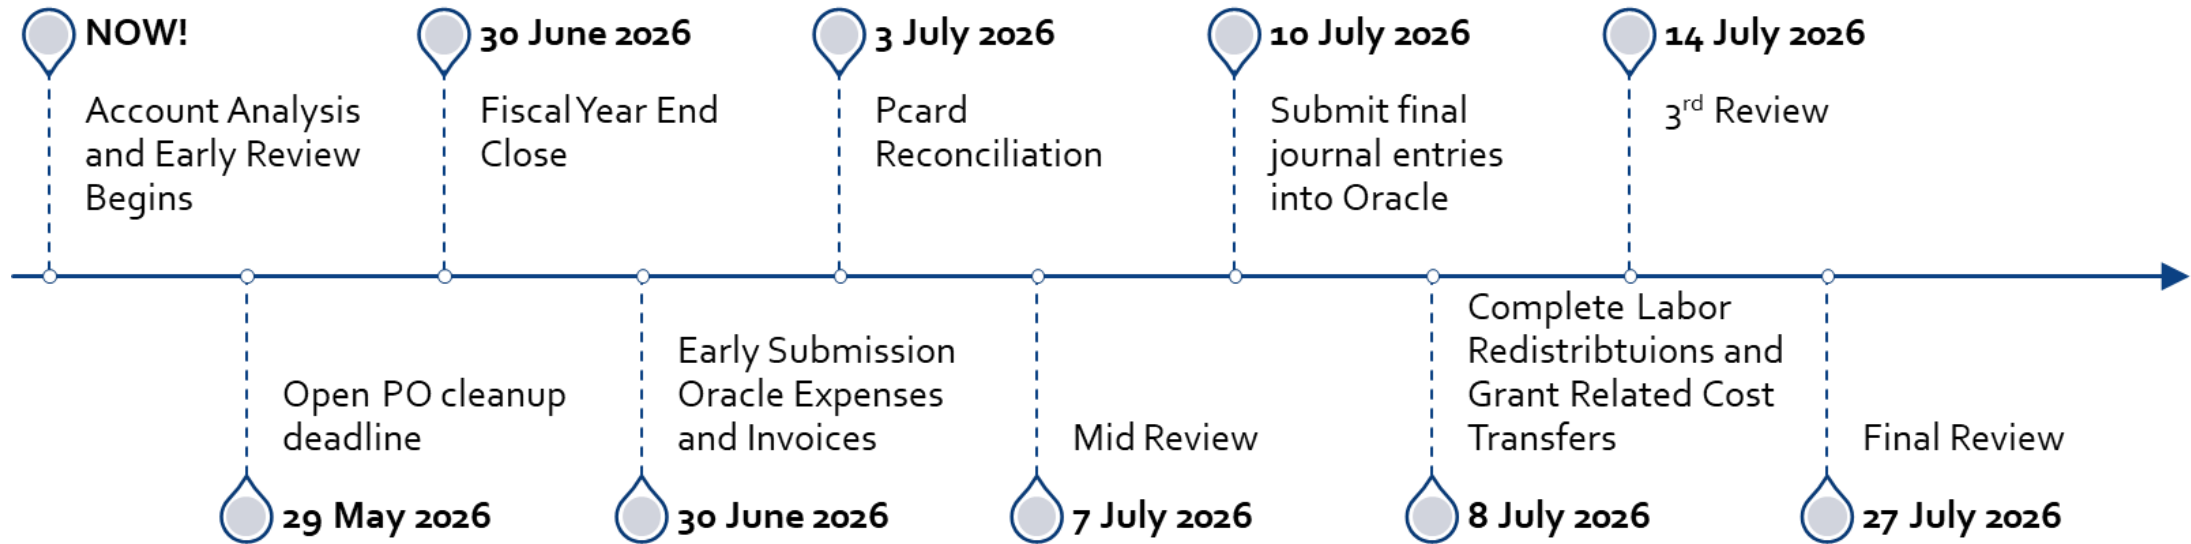 NOW!
Account Analysis
and Early Review
Begins
29 May 2026
Open PO cleanup
deadline
30 June 2026
Fiscal Year End
Close
Early Submission
Oracle Expenses
and Invoices
30 June 2026
3 July 2026
Pcard
Reconciliation
Mid Review
7 July 2026
10 July 2026
Submit final
journal entries
into Oracle
Complete Labor
Redistribtuions and
Grant Related Cost
Transfers
8 July 2026
14 July 2026
3rd Review
Final Review
27 July 2026